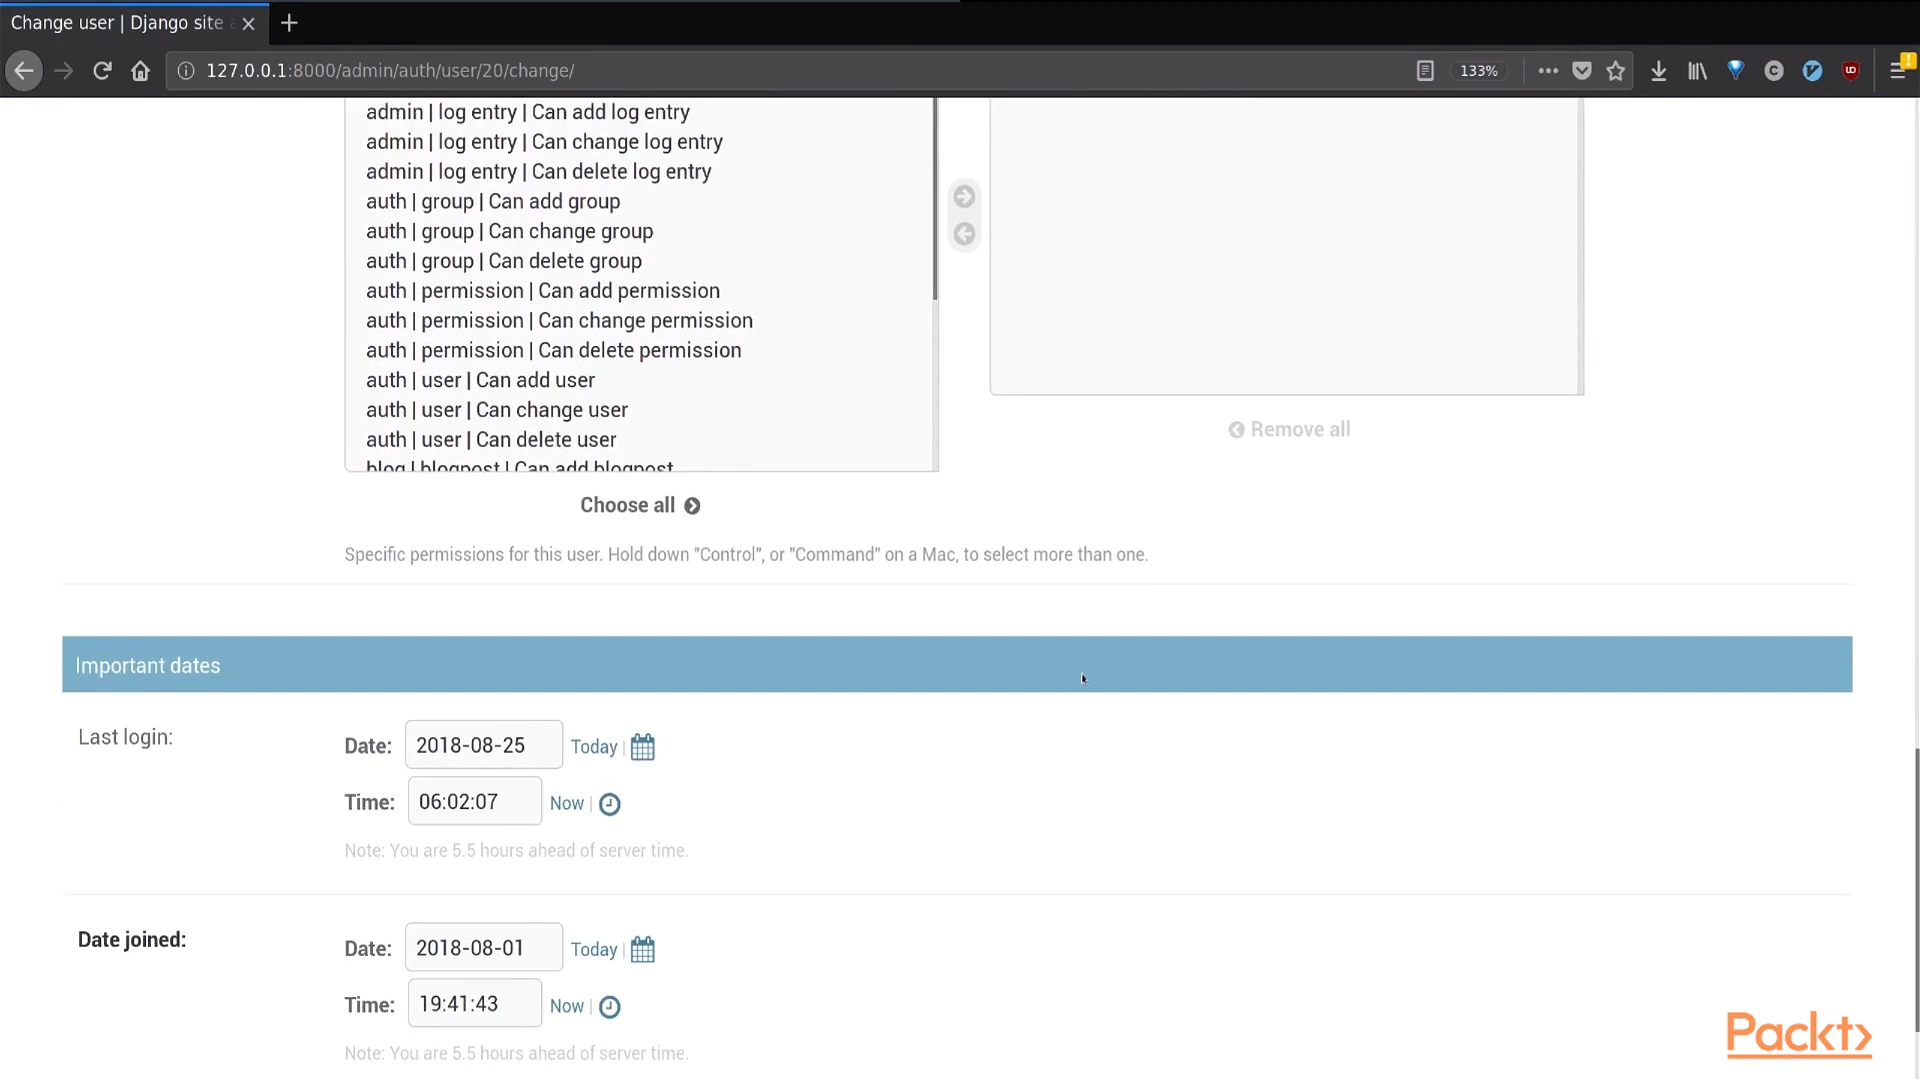 Change user | Django site
127.0.0.1:8000/admin/auth/user/20/change/
133%
admin | log entry | Can add log entry
admin | log entry | Can change log entry
admin | log entry | Can delete log entry
auth | group | Can add group
auth | group | Can change group
auth | group | Can delete group
auth | permission | Can add permission
auth | permission | Can change permission
auth | permission | Can delete permission
auth | user | Can add user
auth | user | Can change user
auth | user | Can delete user
blog | blogpost | Can add blogpost
Remove all
Choose all
Specific permissions for this user. Hold down "Control", or "Command" on a Mac, to select more than one.
Important dates
Last login:
Date: 2018-08-25 Today |
Time: 06:02:07 Now |
Note: You are 5.5 hours ahead of server time.
Date joined:
Date: 2018-08-01 Today |
Time: 19:41:43 Now |
Note: You are 5.5 hours ahead of server time.
Packt>